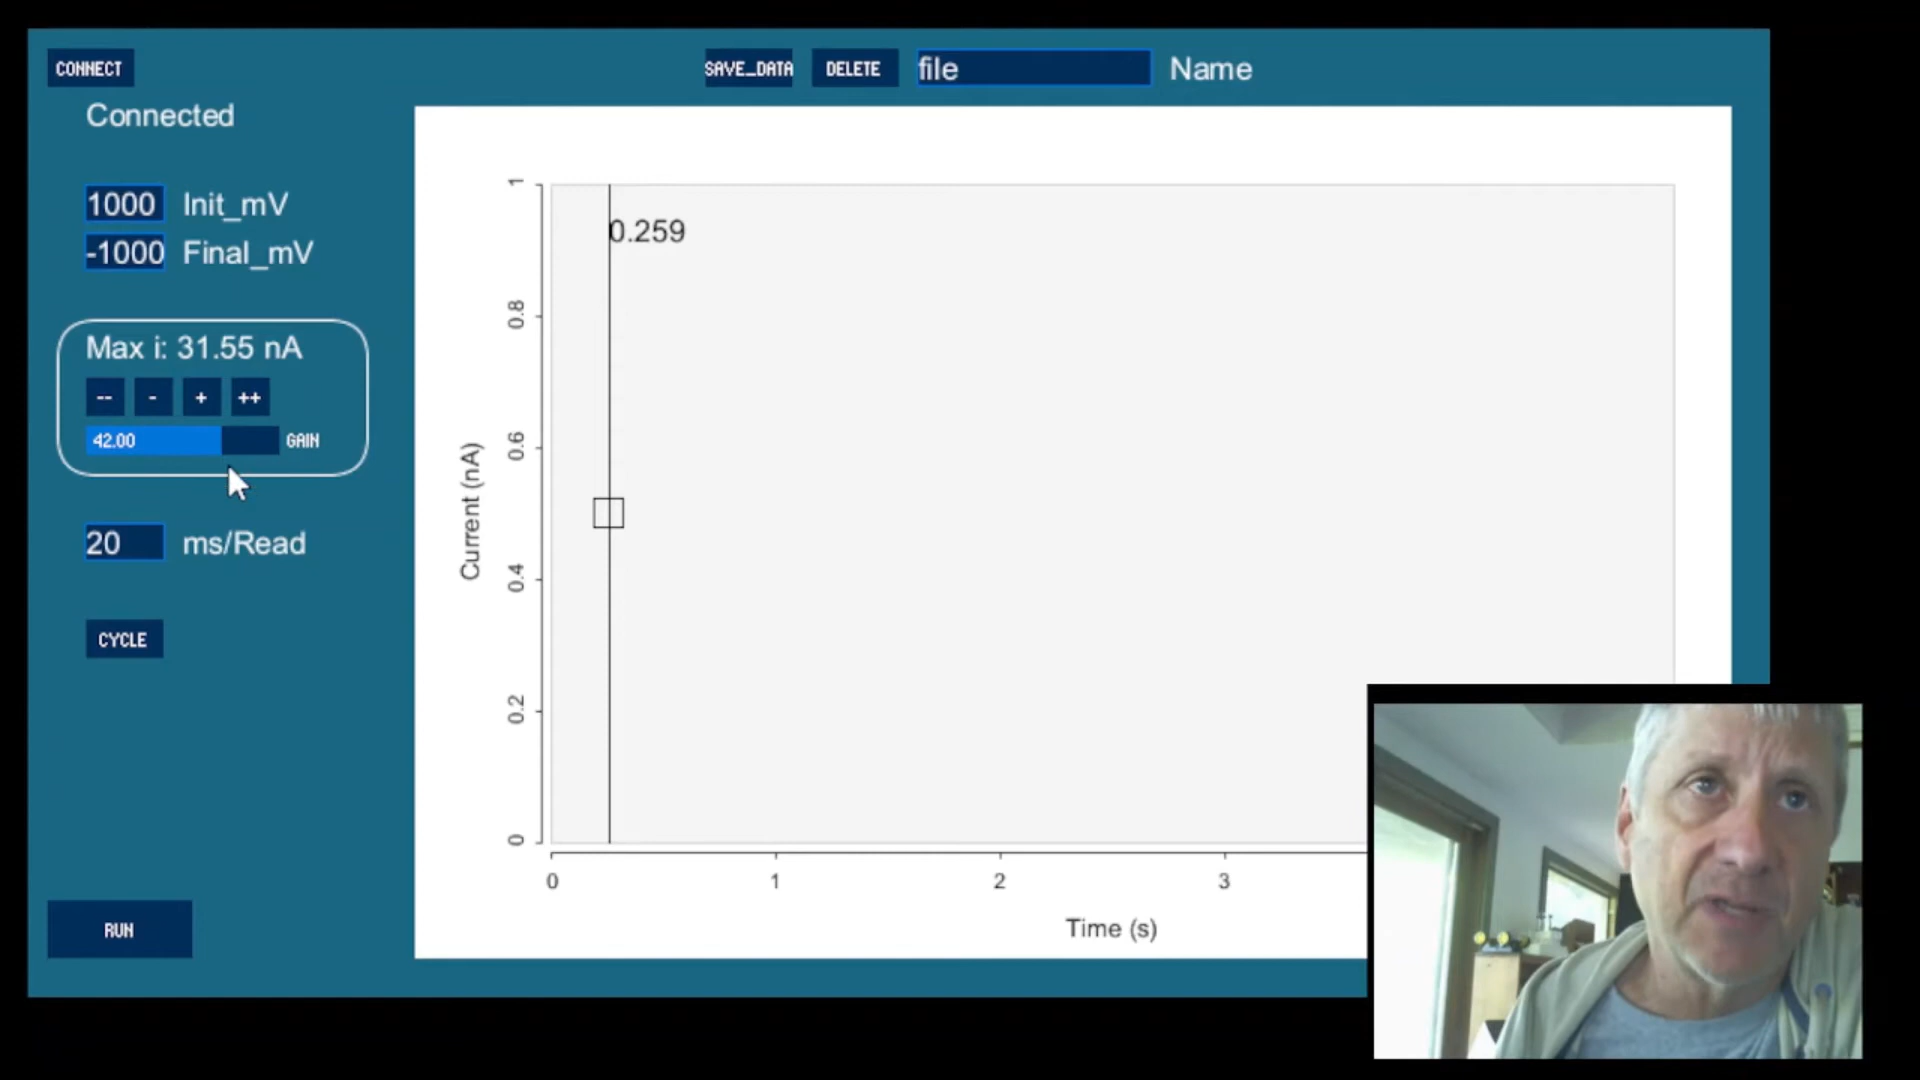 CONNECT
SAVE_DATA
DELETE
file
Name
Connected
1000 Init_mV
-1000 Final_mV
Max i: 31.55 nA
-- - + ++
42.00 GAIN
20 ms/Read
CYCLE
RUN
0.259
1
0.8
0.6
0.4
0.2
0
Current (nA)
0 1 2 3
Time (s)